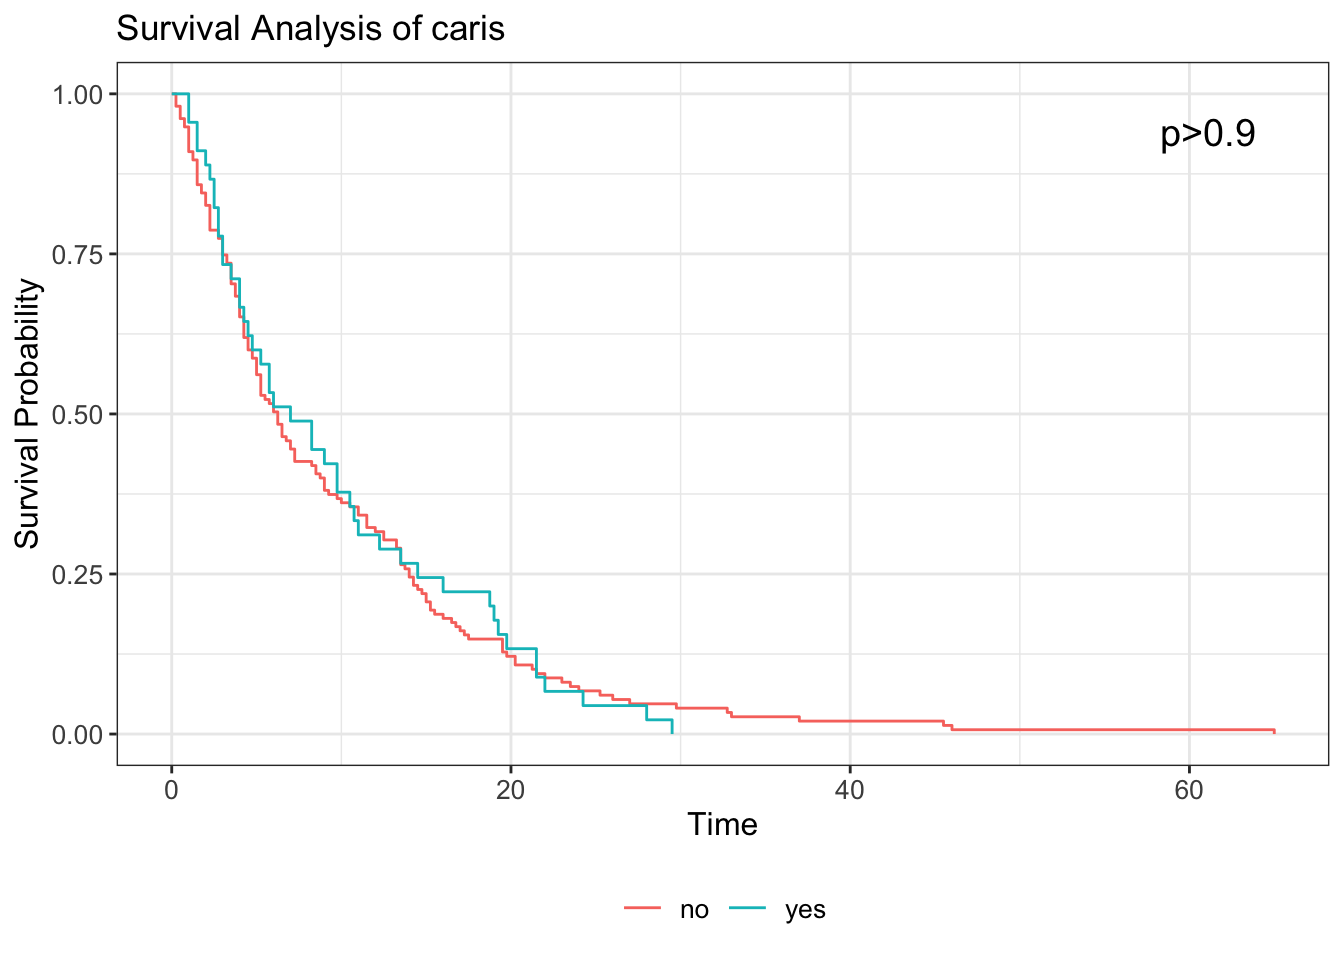 Survival Analysis of caris
p>0.9
Survival Probability
1.00
0.75
0.50
0.25
0.00
0 20 40 60
Time
no yes